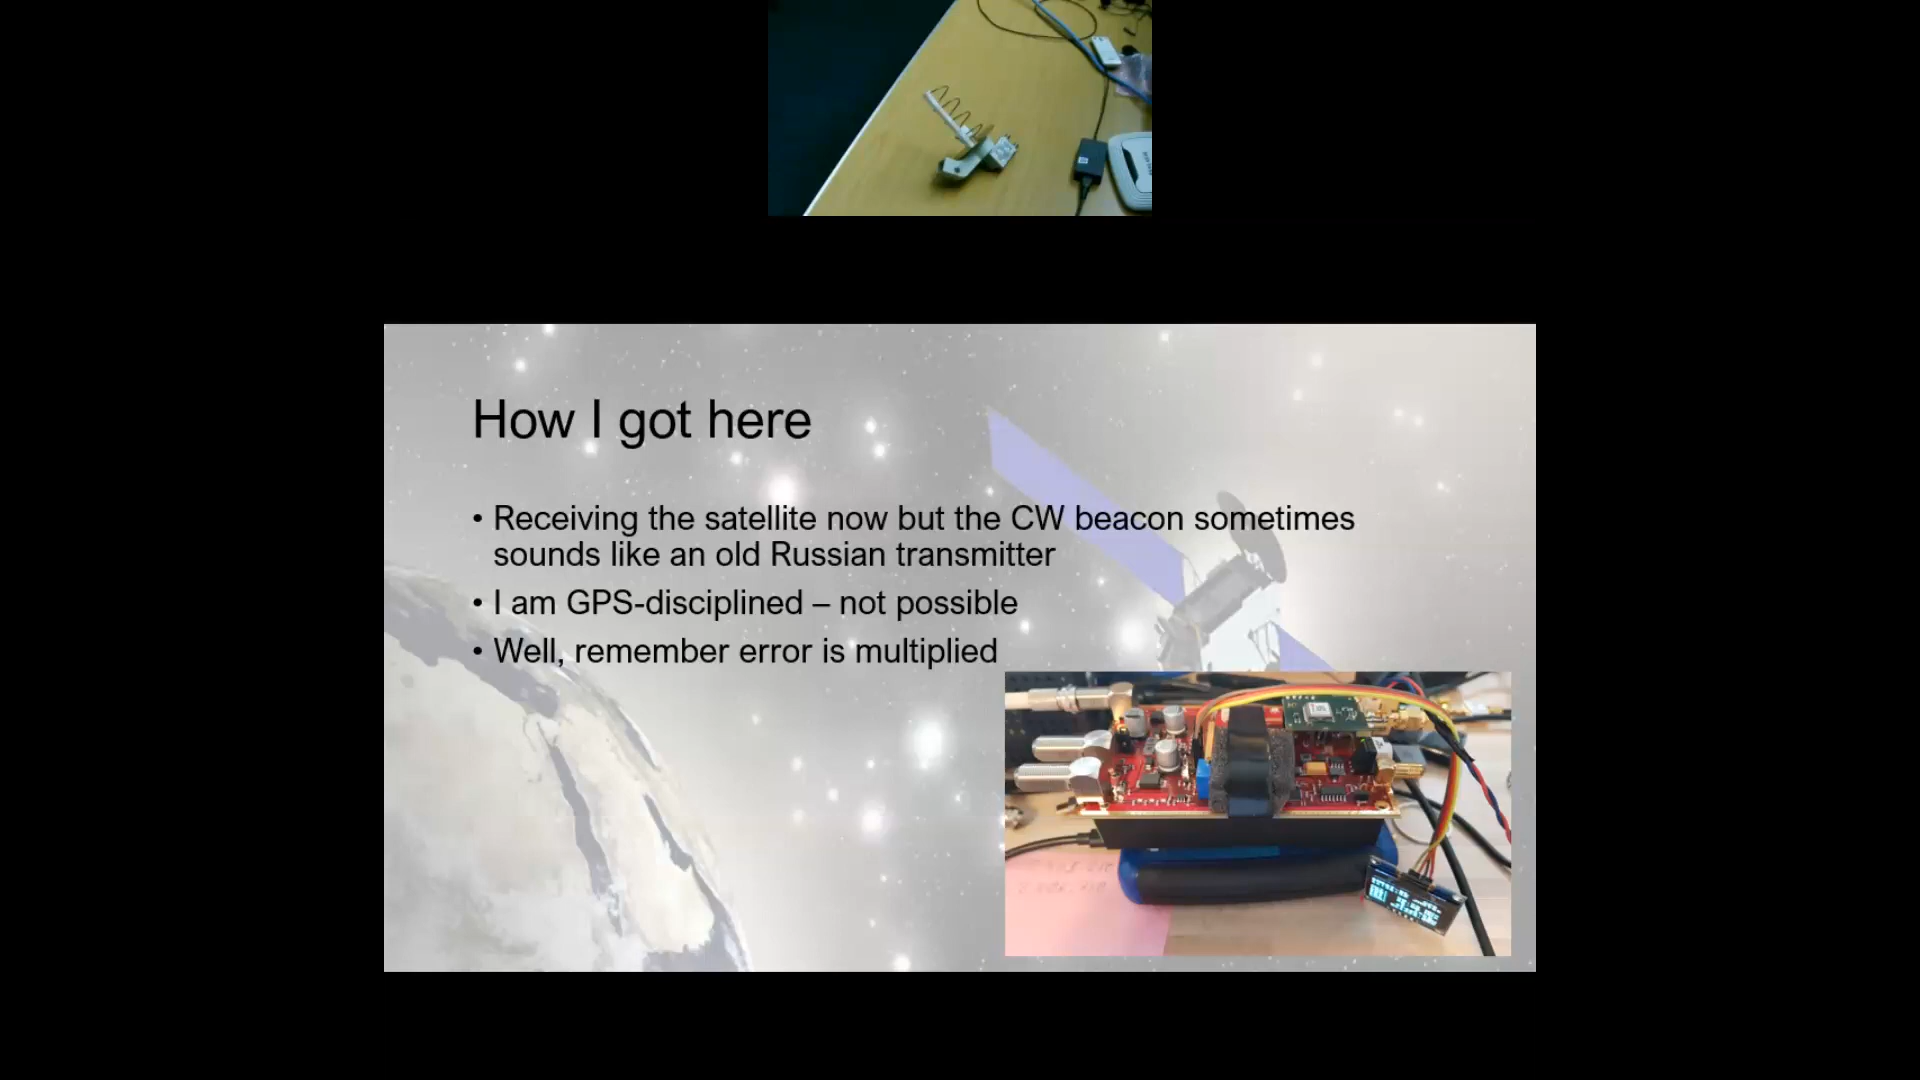 How I got here
• Receiving the satellite now but the CW beacon sometimes
sounds like an old Russian transmitter
• I am GPS-disciplined – not possible
• Well, remember error is multiplied